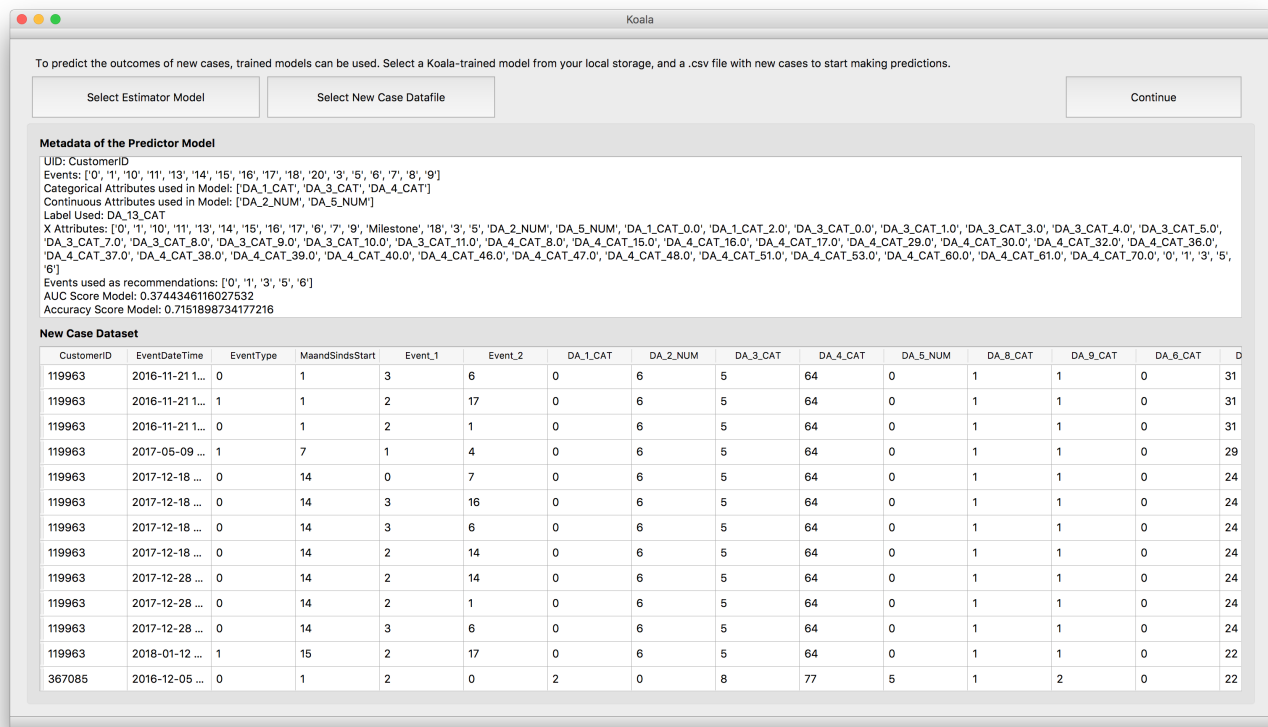 Koala
To predict the outcomes of new cases, trained models can be used. Select a Koala-trained model from your local storage, and a .csv file with new cases to start making predictions.
Select Estimator Model Select New Case Datafile Continue
Metadata of the Predictor Model
UID: CustomerID
Events: ['0', '1', '10', '11', '13', '14', '15', '16', '17', '18', '20', '3', '5', '6', '7', '8', '9']
Categorical Attributes used in Model: ['DA_1_CAT', 'DA_3_CAT', 'DA_4_CAT']
Continuous Attributes used in Model: ['DA_2_NUM', 'DA_5_NUM']
Label Used: DA_13_CAT
X Attributes: ['0', '1', '10', '11', '13', '14', '15', '16', '17', '6', '7', '9', 'Milestone', '18', '3', '5', 'DA_2_NUM', 'DA_5_NUM', 'DA_1_CAT_0.0', 'DA_1_CAT_2.0', 'DA_3_CAT_0.0', 'DA_3_CAT_1.0', 'DA_3_CAT_3.0', 'DA_3_CAT_4.0', 'DA_3_CAT_5.0',
'DA_3_CAT_7.0', 'DA_3_CAT_8.0', 'DA_3_CAT_9.0', 'DA_3_CAT_10.0', 'DA_3_CAT_11.0', 'DA_4_CAT_8.0', 'DA_4_CAT_15.0', 'DA_4_CAT_16.0', 'DA_4_CAT_17.0', 'DA_4_CAT_29.0', 'DA_4_CAT_30.0', 'DA_4_CAT_32.0', 'DA_4_CAT_36.0',
'DA_4_CAT_37.0', 'DA_4_CAT_38.0', 'DA_4_CAT_39.0', 'DA_4_CAT_40.0', 'DA_4_CAT_46.0', 'DA_4_CAT_47.0', 'DA_4_CAT_48.0', 'DA_4_CAT_51.0', 'DA_4_CAT_53.0', 'DA_4_CAT_60.0', 'DA_4_CAT_61.0', 'DA_4_CAT_70.0', '0', '1', '3', '5',
'6']
Events used as recommendations: ['0', '1', '3', '5', '6']
AUC Score Model: 0.3744346116027532
Accuracy Score Model: 0.7151898734177216
New Case Dataset
CustomerID EventDateTime EventType MaandSindsStart Event_1 Event_2 DA_1_CAT DA_2_NUM DA_3_CAT DA_4_CAT DA_5_NUM DA_8_CAT DA_9_CAT DA_6_CAT D
119963 2016-11-21 1... 0 1 3 6 0 6 5 64 0 1 1 0 31
119963 2016-11-21 1... 1 1 2 17 0 6 5 64 0 1 1 0 31
119963 2016-11-21 1... 0 1 2 1 0 6 5 64 0 1 1 0 31
119963 2017-05-09 ... 1 7 1 4 0 6 5 64 0 1 1 0 29
119963 2017-12-18 ... 0 14 0 7 0 6 5 64 0 1 1 0 24
119963 2017-12-18 ... 0 14 3 16 0 6 5 64 0 1 1 0 24
119963 2017-12-18 ... 0 14 3 6 0 6 5 64 0 1 1 0 24
119963 2017-12-18 ... 0 14 2 14 0 6 5 64 0 1 1 0 24
119963 2017-12-28 ... 0 14 2 14 0 6 5 64 0 1 1 0 24
119963 2017-12-28 ... 0 14 2 1 0 6 5 64 0 1 1 0 24
119963 2017-12-28 ... 0 14 3 6 0 6 5 64 0 1 1 0 24
119963 2018-01-12 ... 1 15 2 17 0 6 5 64 0 1 1 0 22
367085 2016-12-05 ... 0 1 2 0 2 0 8 77 5 1 2 0 22